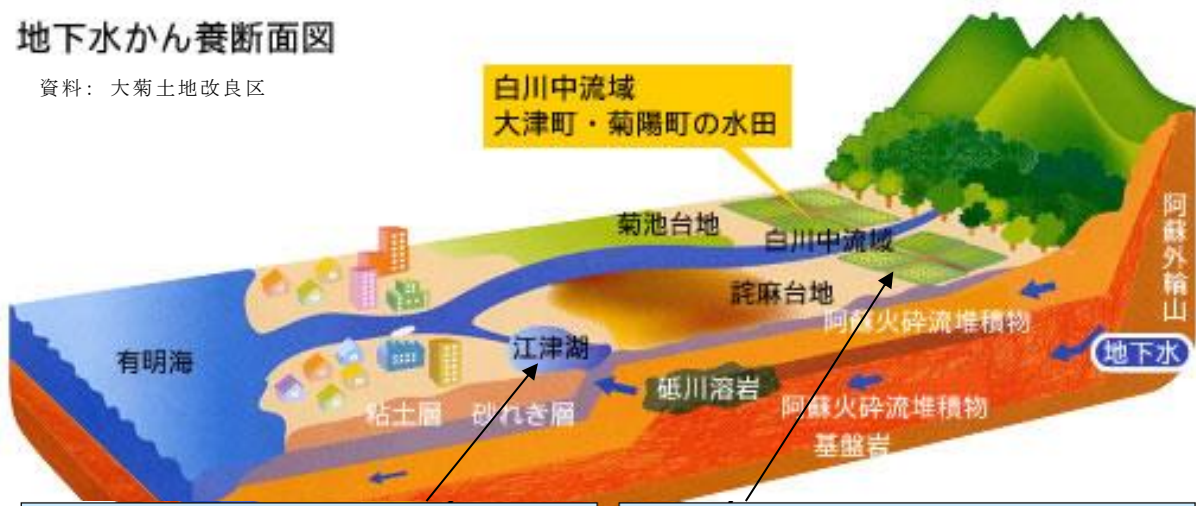 地下水かん養断面図
資料: 大菊土地改良区
白川中流域
大津町・菊陽町の水田
菊池台地
白川中流域
阿蘇外輪山
詫麻台地
阿蘇火砕流堆積物
地下水
有明海
江津湖
砥川溶岩
粘土層
砂れき層
阿蘇火砕流堆積物
基盤岩